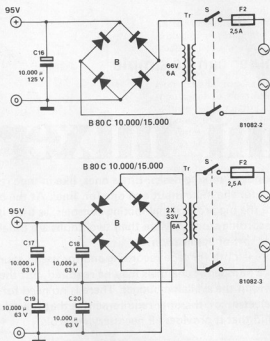 95V
Tr
S
F2
2,5 A
C16
10.000 μ
125 V
B
66V
6A
B 80 C 10.000/15.000
81082-2
B 80 C 10.000/15.000
Tr
S
F2
2,5 A
95V
C17
C18
10.000 μ
63 V
10.000 μ
63 V
B
2X
33V
6A
C19
C20
10.000 μ
63 V
10.000 μ
63 V
0
81082-3